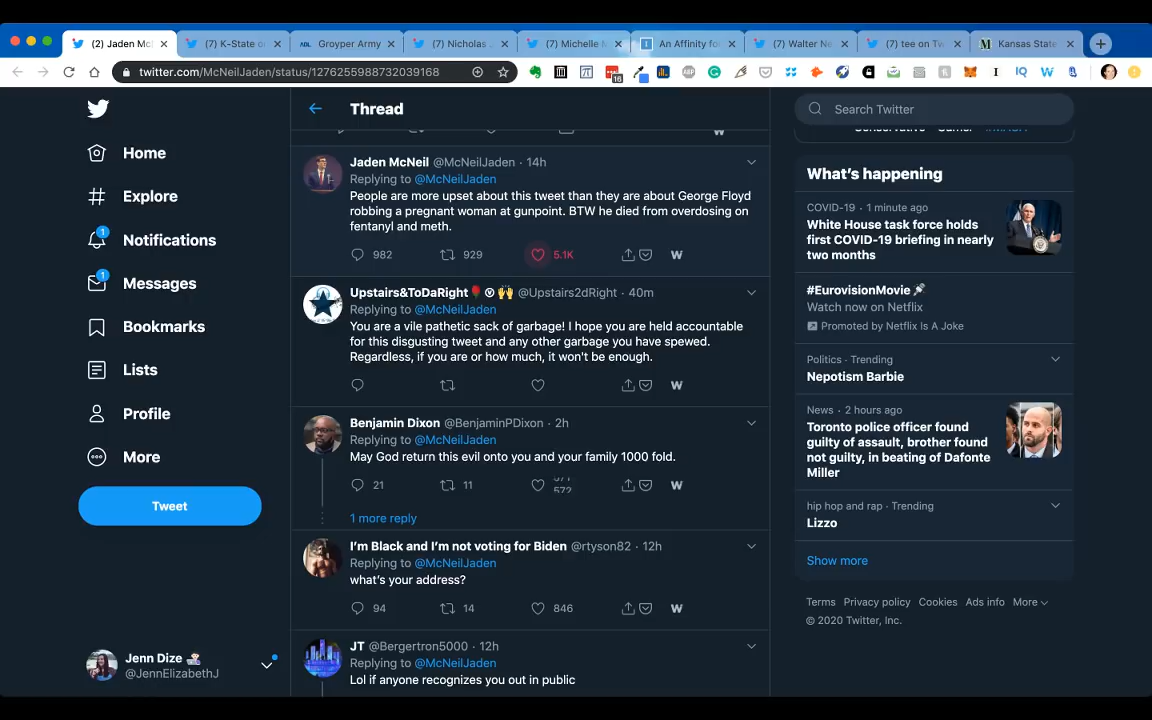 (2) Jaden Mc
(7) K-State o
ADL
Groyper Army
(7) Nicholas
(7) Michelle M
An Affinity fo
(7) Walter Ne
(7) tee on Tw
M
Kansas State
twitter.com/McNeilJaden/status/1276255988732039168
16
IQ
W
Home
Explore
1
Notifications
1
Messages
Bookmarks
Lists
Profile
More
Tweet
Jenn Dize
@JennElizabethJ
Thread
Jaden McNeil @McNeilJaden · 14h
Replying to @McNeilJaden
People are more upset about this tweet than they are about George Floyd
robbing a pregnant woman at gunpoint. BTW he died from overdosing on
fentanyl and meth.
982 929 5.1K W
Upstairs&ToDaRight🌹Ⓥ🙌 @Upstairs2dRight · 40m
Replying to @McNeilJaden
You are a vile pathetic sack of garbage! I hope you are held accountable
for this disgusting tweet and any other garbage you have spewed.
Regardless, if you are or how much, it won't be enough.
W
Benjamin Dixon @BenjaminPDixon · 2h
Replying to @McNeilJaden
May God return this evil onto you and your family 1000 fold.
21 11 572 W
1 more reply
I'm Black and I'm not voting for Biden @rtyson82 · 12h
Replying to @McNeilJaden
what's your address?
94 14 846 W
JT @Bergertron5000 · 12h
Replying to @McNeilJaden
Lol if anyone recognizes you out in public
Search Twitter
What's happening
COVID-19 · 1 minute ago
White House task force holds
first COVID-19 briefing in nearly
two months
#EurovisionMovie
Watch now on Netflix
Promoted by Netflix Is A Joke
Politics · Trending
Nepotism Barbie
News · 2 hours ago
Toronto police officer found
guilty of assault, brother found
not guilty, in beating of Dafonte
Miller
hip hop and rap · Trending
Lizzo
Show more
Terms Privacy policy Cookies Ads info More
© 2020 Twitter, Inc.